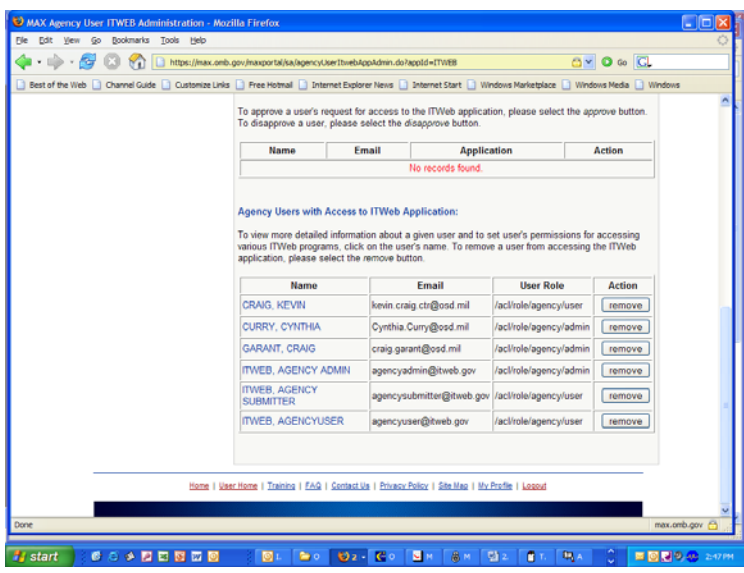 MAX Agency User ITWEB Administration - Mozilla Firefox
File Edit View Go Bookmarks Tools Help
https://max.omb.gov/maxportal/sa/agencyUserItwebAppAdmin.do?appId=ITWEB Go
Best of the Web Channel Guide Customize Links Free Hotmail Internet Explorer News Internet Start Windows Marketplace Windows Media Windows
To approve a user's request for access to the ITWeb application, please select the approve button.
To disapprove a user, please select the disapprove button.
Name Email Application Action
No records found.
Agency Users with Access to ITWeb Application:
To view more detailed information about a given user and to set user's permissions for accessing
various ITWeb programs, click on the user's name. To remove a user from accessing the ITWeb
application, please select the remove button.
Name Email User Role Action
CRAIG, KEVIN kevin.craig.ctr@osd.mil /acl/role/agency/user remove
CURRY, CYNTHIA Cynthia.Curry@osd.mil /acl/role/agency/admin remove
GARANT, CRAIG craig.garant@osd.mil /acl/role/agency/admin remove
ITWEB, AGENCY ADMIN agencyadmin@itweb.gov /acl/role/agency/admin remove
ITWEB, AGENCY
SUBMITTER agencysubmitter@itweb.gov /acl/role/agency/user remove
ITWEB, AGENCYUSER agencyuser@itweb.gov /acl/role/agency/user remove
Home | User Home | Training | FAQ | Contact Us | Privacy Policy | Site Map | My Profile | Logout
Done max.omb.gov
start 2:47 PM